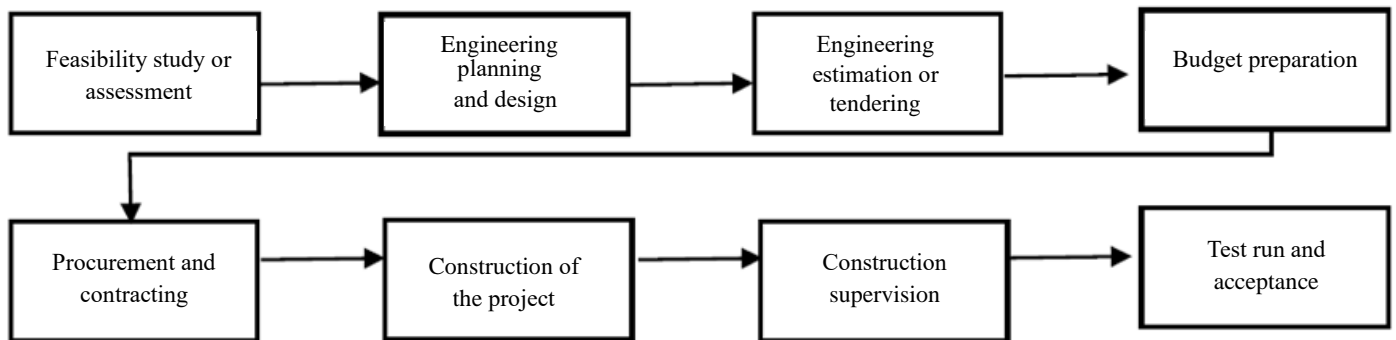 Feasibility study or
assessment
Engineering
planning
and design
Engineering
estimation or
tendering
Budget preparation
Procurement and
contracting
Construction of
the project
Construction
supervision
Test run and
acceptance